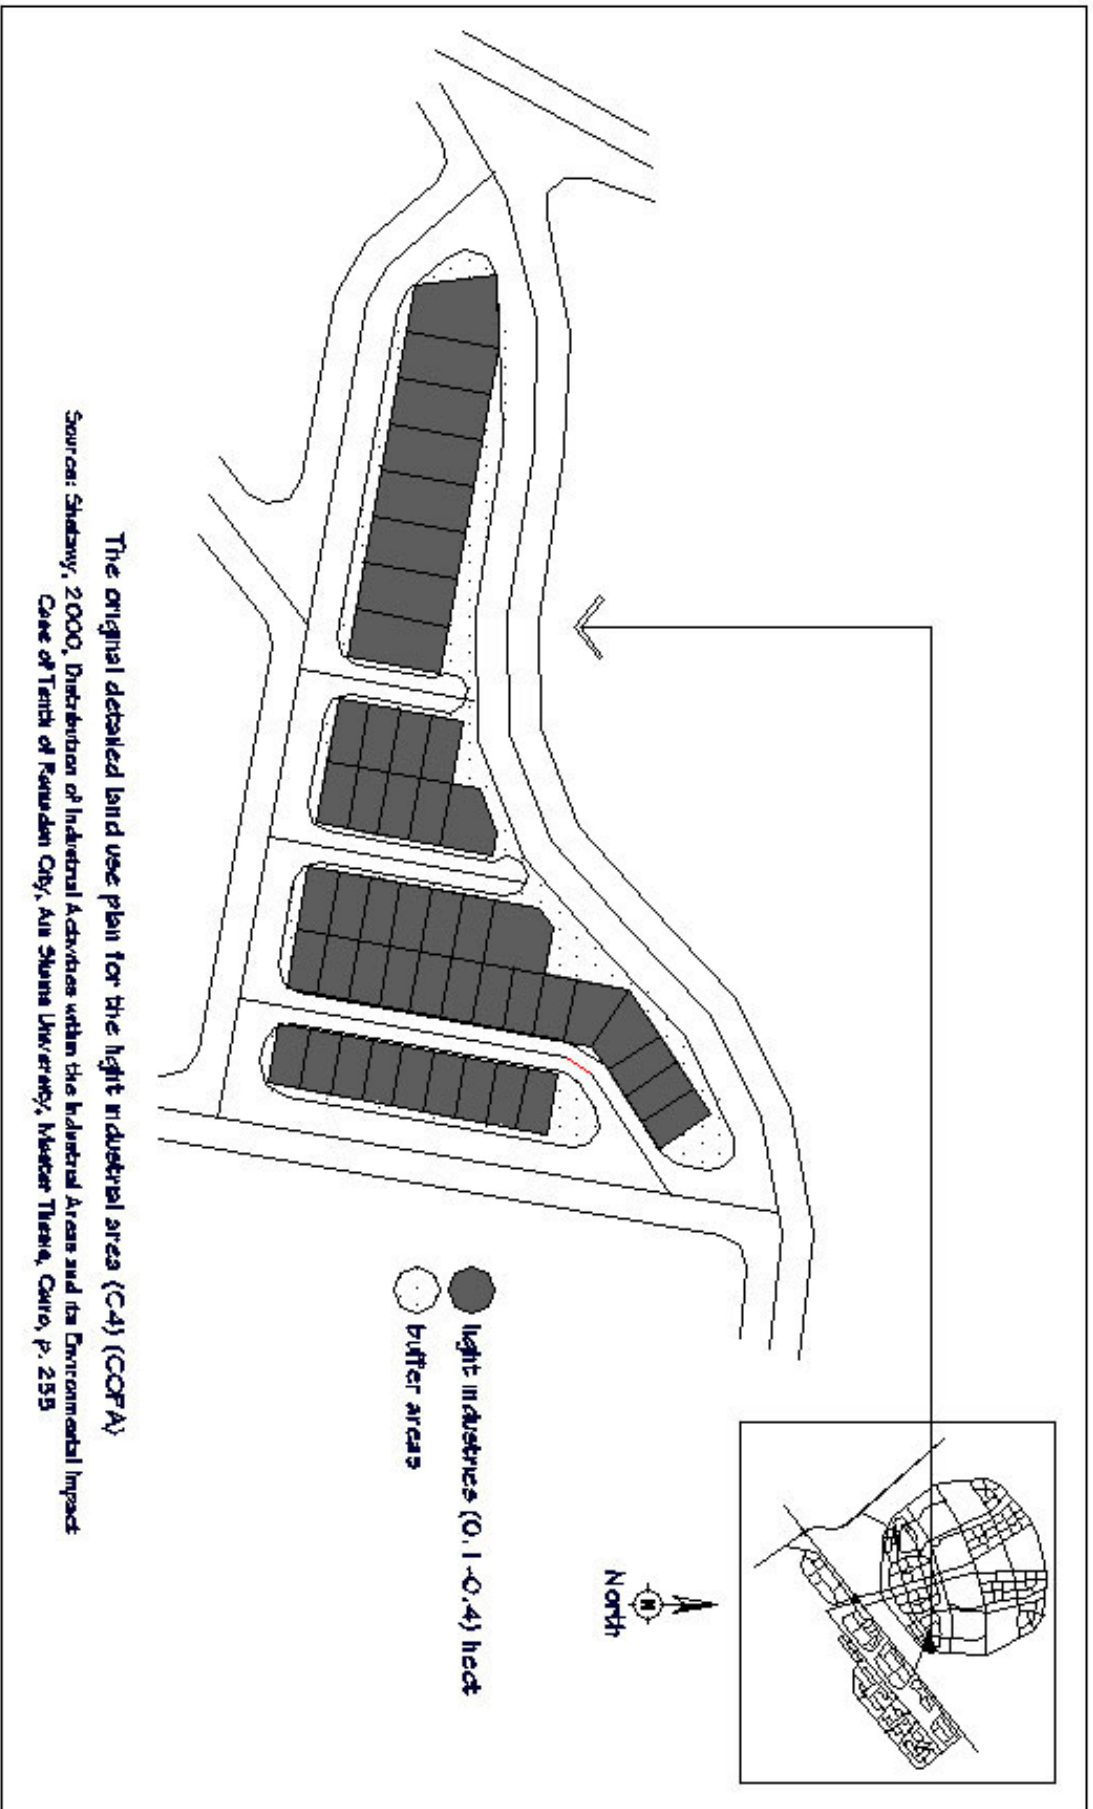 North
N
light industries (0.1-0.4) hect
buffer areas
The original detailed land use plan for the light industrial area (C4) (COPA)
Source: Shetawy, 2000, Distribution of Industrial Activities within the Industrial Areas and its Environmental Impact
Case of Tenth of Ramadan City, Ain Shams University, Master Thesis, Cairo, p. 255